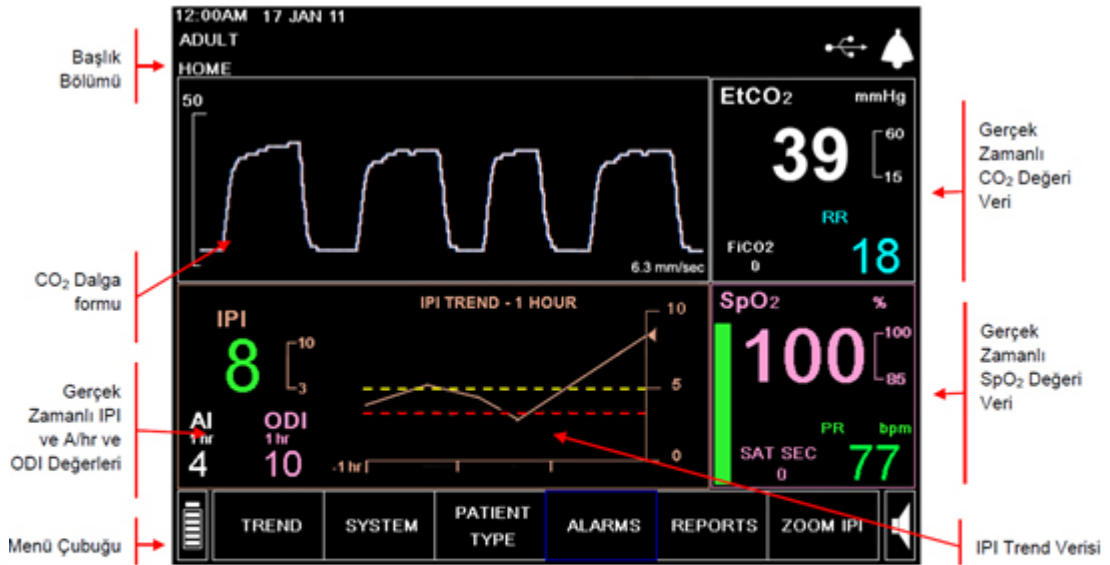 12:00AM 17 JAN 11
ADULT
HOME
Başlık
Bölümü
50
6.3 mm/sec
EtCO2 mmHg
39
60
15
RR
18
FiCO2
0
Gerçek
Zamanlı
CO2 Değeri
Veri
CO2 Dalga
formu
IPI
8
10
3
IPI TREND - 1 HOUR
10
5
0
-1 hr
AI
1 hr
4
ODI
1 hr
10
Gerçek
Zamanlı IPI
ve A/hr ve
ODI Değerleri
SpO2 %
100
100
85
PR bpm
77
SAT SEC
0
Gerçek
Zamanlı
SpO2 Değeri
Veri
Menü Çubuğu
TREND
SYSTEM
PATIENT
TYPE
ALARMS
REPORTS
ZOOM IPI
IPI Trend Verisi